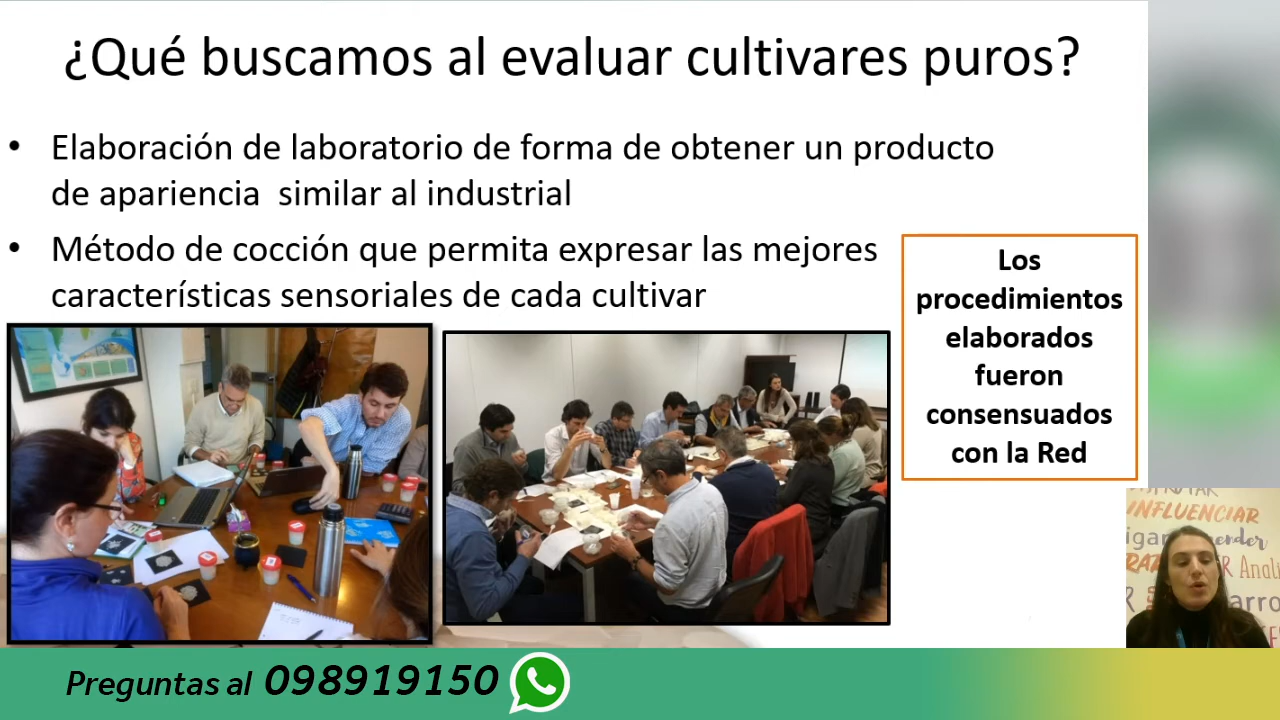 ¿Qué buscamos al evaluar cultivares puros?
• Elaboración de laboratorio de forma de obtener un producto
de apariencia similar al industrial
• Método de cocción que permita expresar las mejores
características sensoriales de cada cultivar
Los
procedimientos
elaborados
fueron
consensuados
con la Red
INFLUENCIAR
Preguntas al 098919150